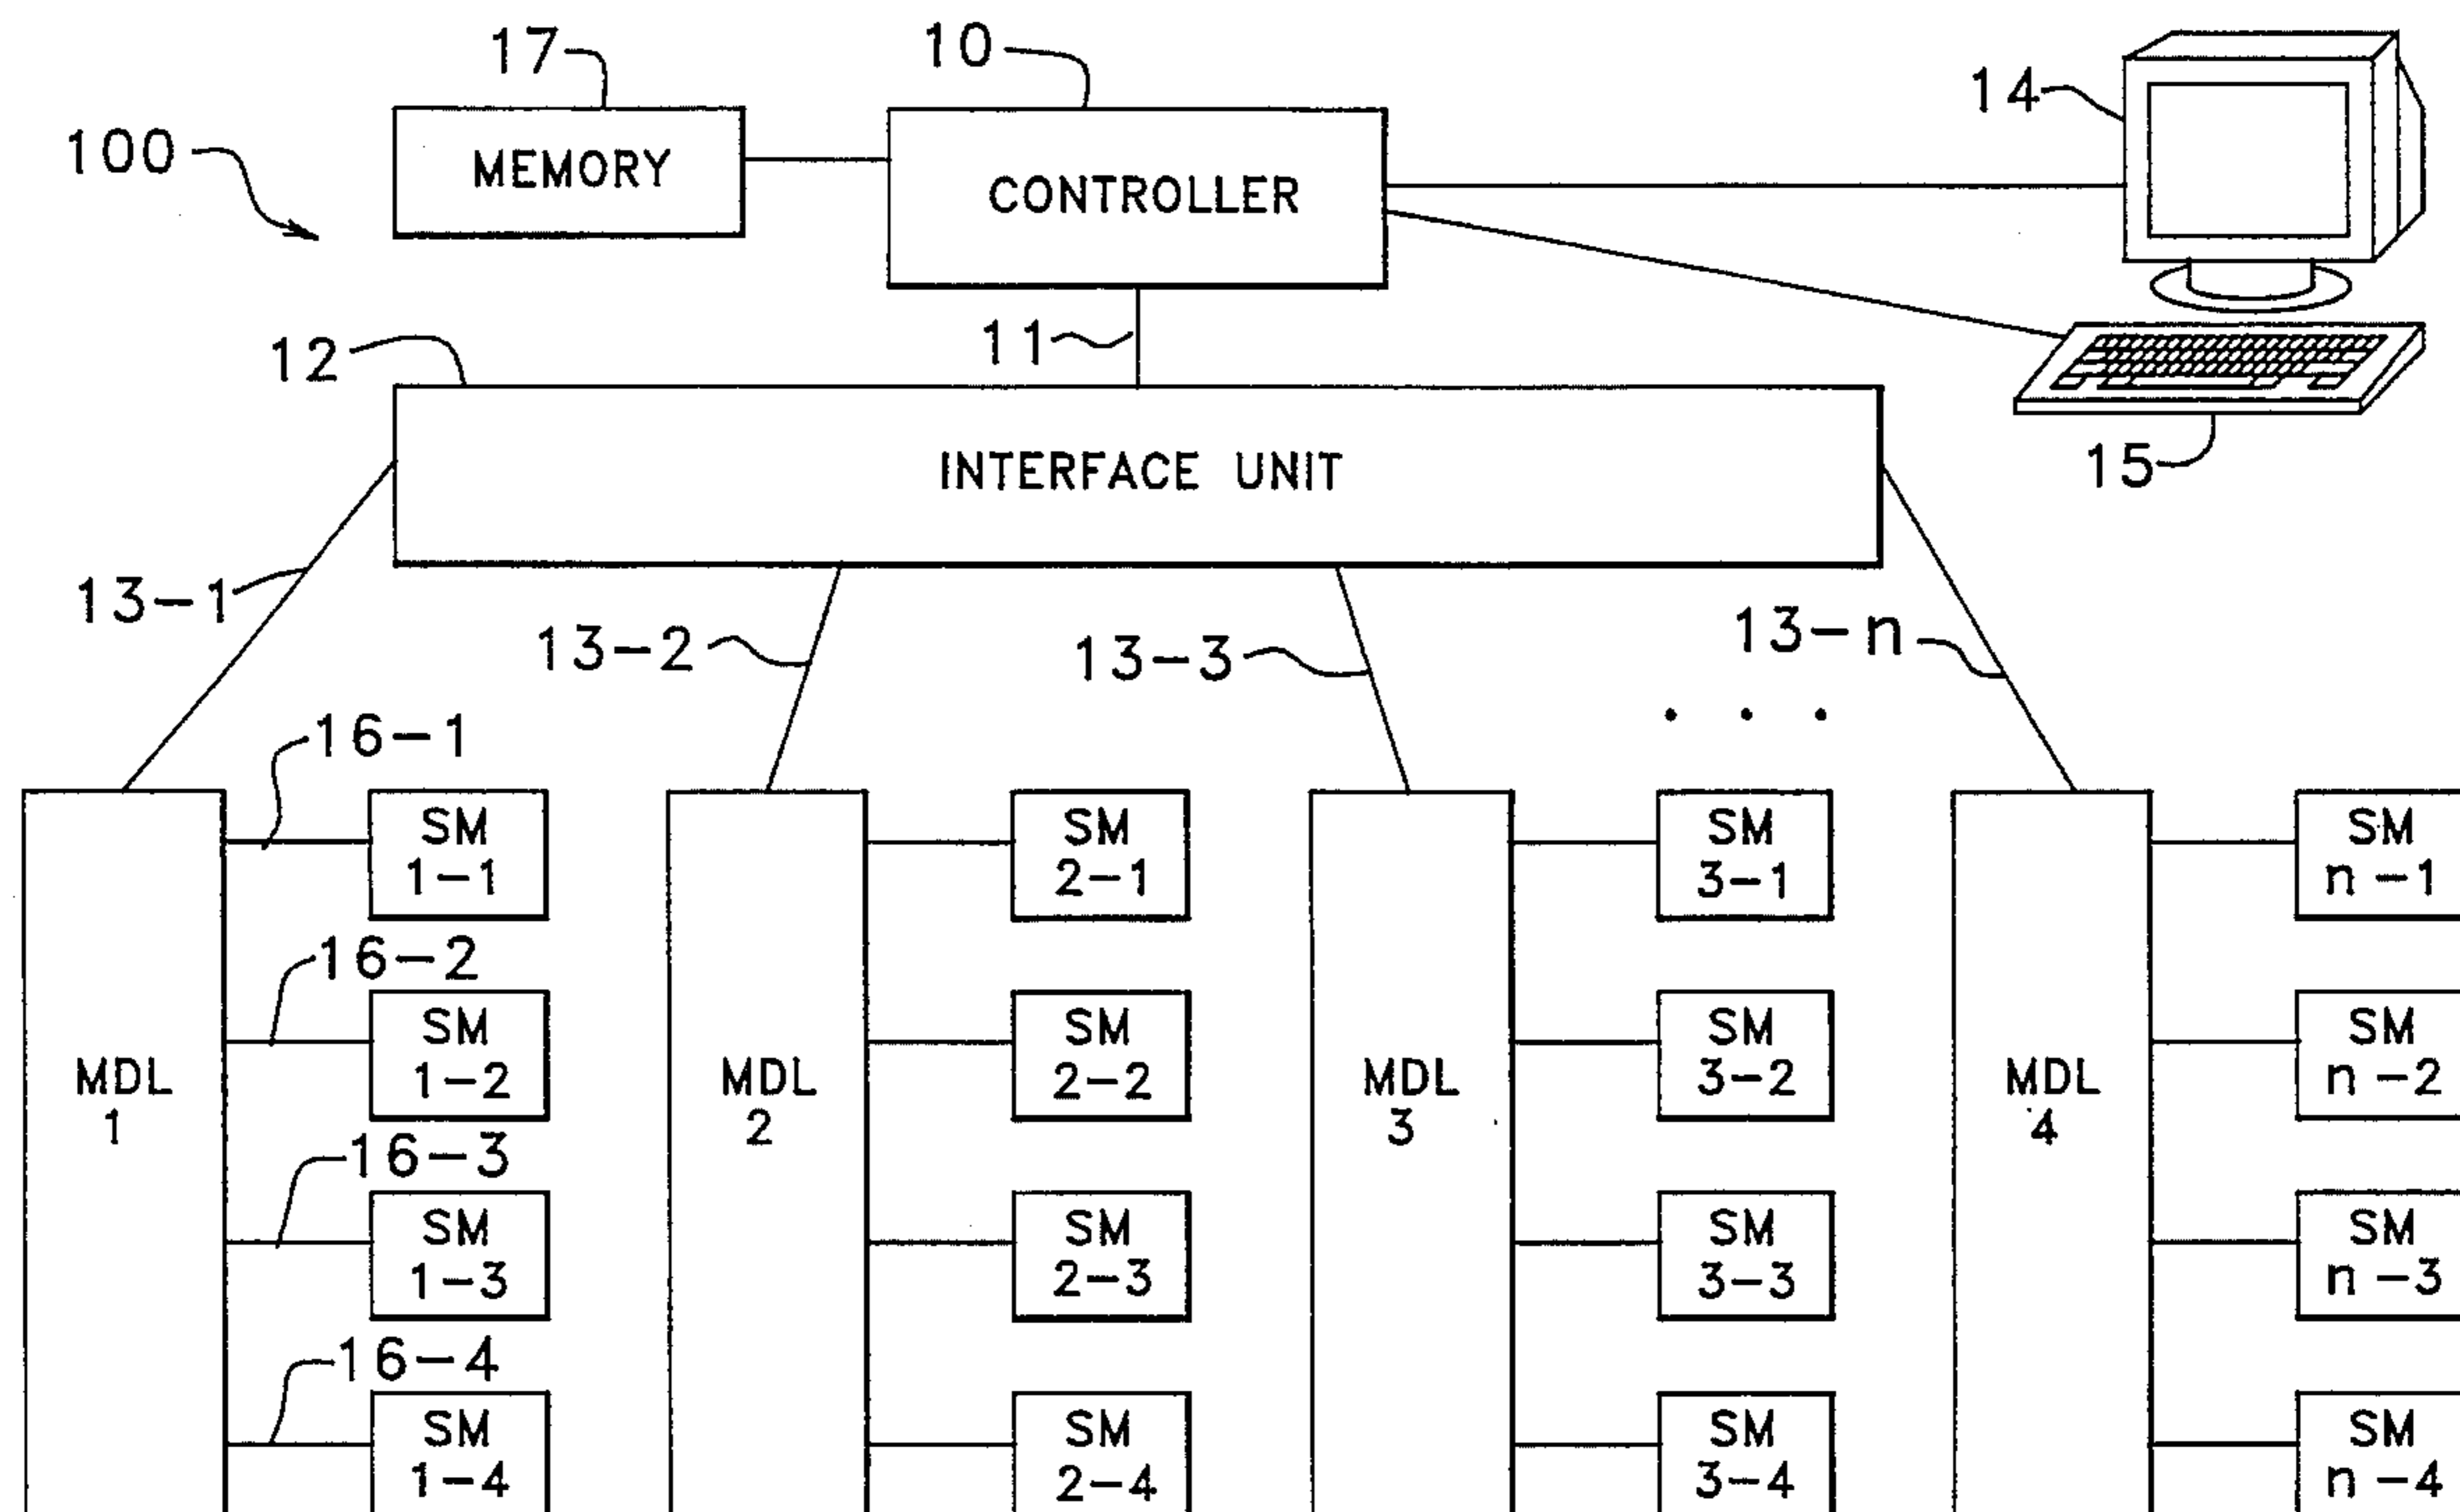 17
10
14
100
MEMORY
CONTROLLER
11
12
15
INTERFACE UNIT
13-1
13-2
13-3
13-n
. . .
16-1
SM
1-1
SM
2-1
SM
3-1
SM
n-1
16-2
SM
1-2
SM
2-2
SM
3-2
SM
n-2
MDL
1
MDL
2
MDL
3
MDL
4
16-3
SM
1-3
SM
2-3
SM
3-3
SM
n-3
16-4
SM
1-4
SM
2-4
SM
3-4
SM
n-4